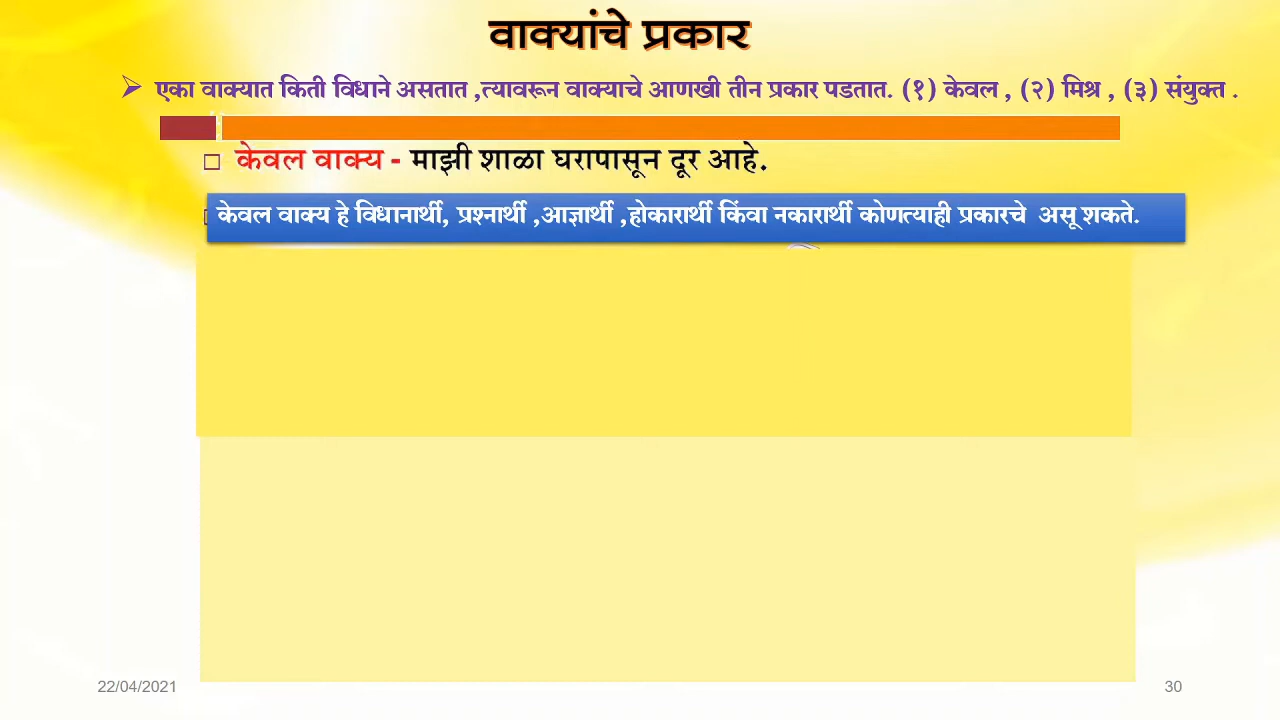 वाक्यांचे प्रकार
एका वाक्यात किती विधाने असतात ,त्यावरून वाक्याचे आणखी तीन प्रकार पडतात. (१) केवल , (२) मिश्र , (३) संयुक्त .
केवल वाक्य - माझी शाळा घरापासून दूर आहे.
केवल वाक्य हे विधानार्थी, प्रश्नार्थी ,आज्ञार्थी ,होकारार्थी किंवा नकारार्थी कोणत्याही प्रकारचे असू शकते.
22/04/2021
30